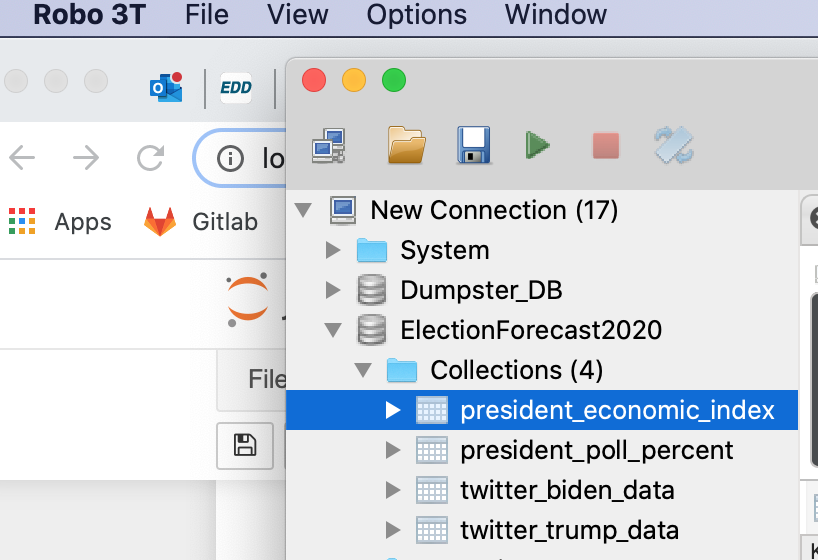 Robo 3T File View Options Window
EDD
lo
Apps Gitlab
New Connection (17)
System
Dumpster_DB
ElectionForecast2020
Collections (4)
File
president_economic_index
president_poll_percent
twitter_biden_data
twitter_trump_data